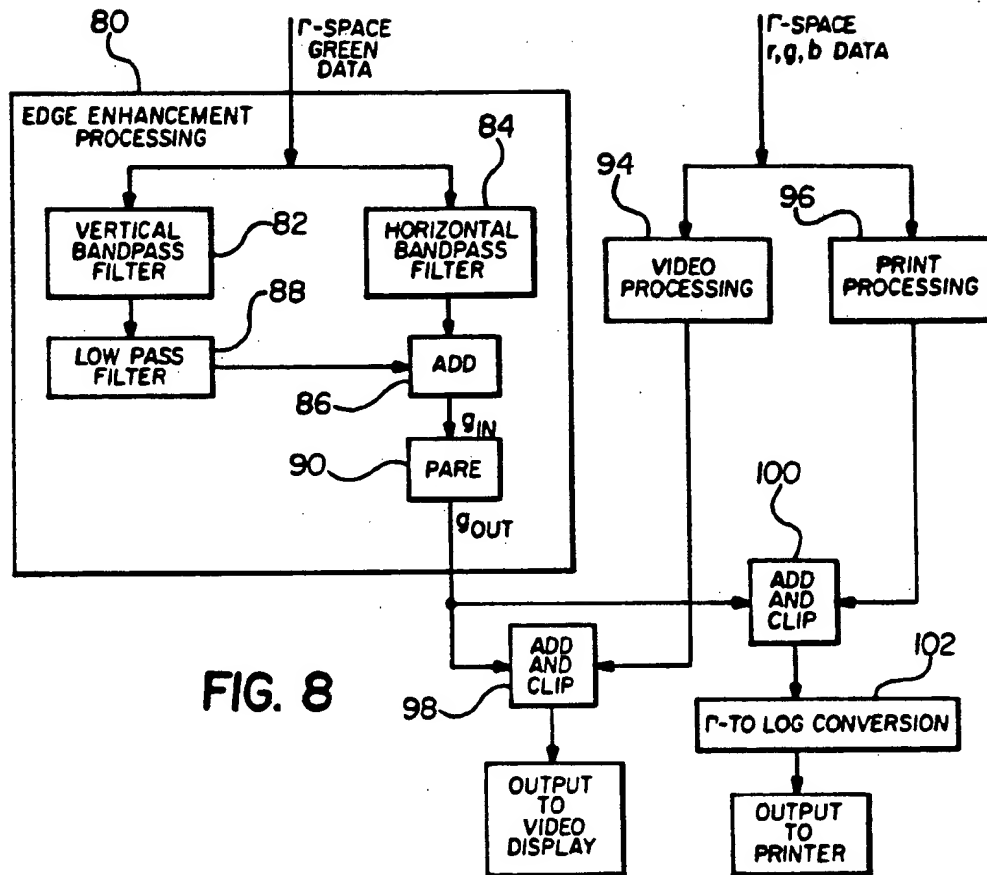 80
Γ-SPACE
GREEN
DATA
Γ-SPACE
r,g,b DATA
EDGE ENHANCEMENT
PROCESSING
84
94
96
VERTICAL
BANDPASS
FILTER
82
HORIZONTAL
BANDPASS
FILTER
VIDEO
PROCESSING
PRINT
PROCESSING
88
LOW PASS
FILTER
ADD
86
gIN
90
PARE
gOUT
100
ADD
AND
CLIP
ADD
AND
CLIP
98
102
FIG. 8
Γ-TO LOG CONVERSION
OUTPUT
TO
VIDEO
DISPLAY
OUTPUT
TO
PRINTER